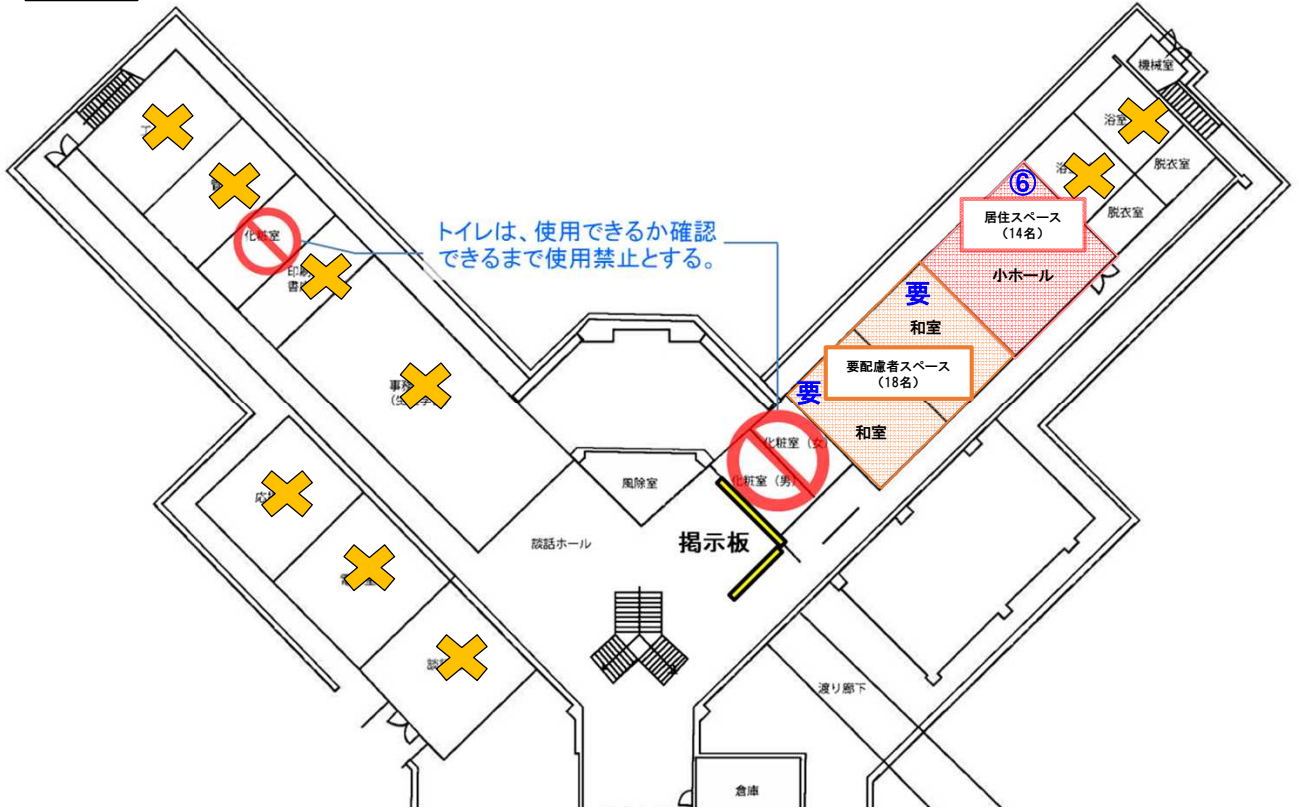 機械室
浴室
脱衣室
⑥
脱衣室
居住スペース
(14名)
小ホール
化粧室
トイレは、使用できるか確認
できるまで使用禁止とする。
要
和室
要配慮者スペース
(18名)
要
和室
化粧室（女）
化粧室（男）
風除室
談話ホール
掲示板
渡り廊下
倉庫